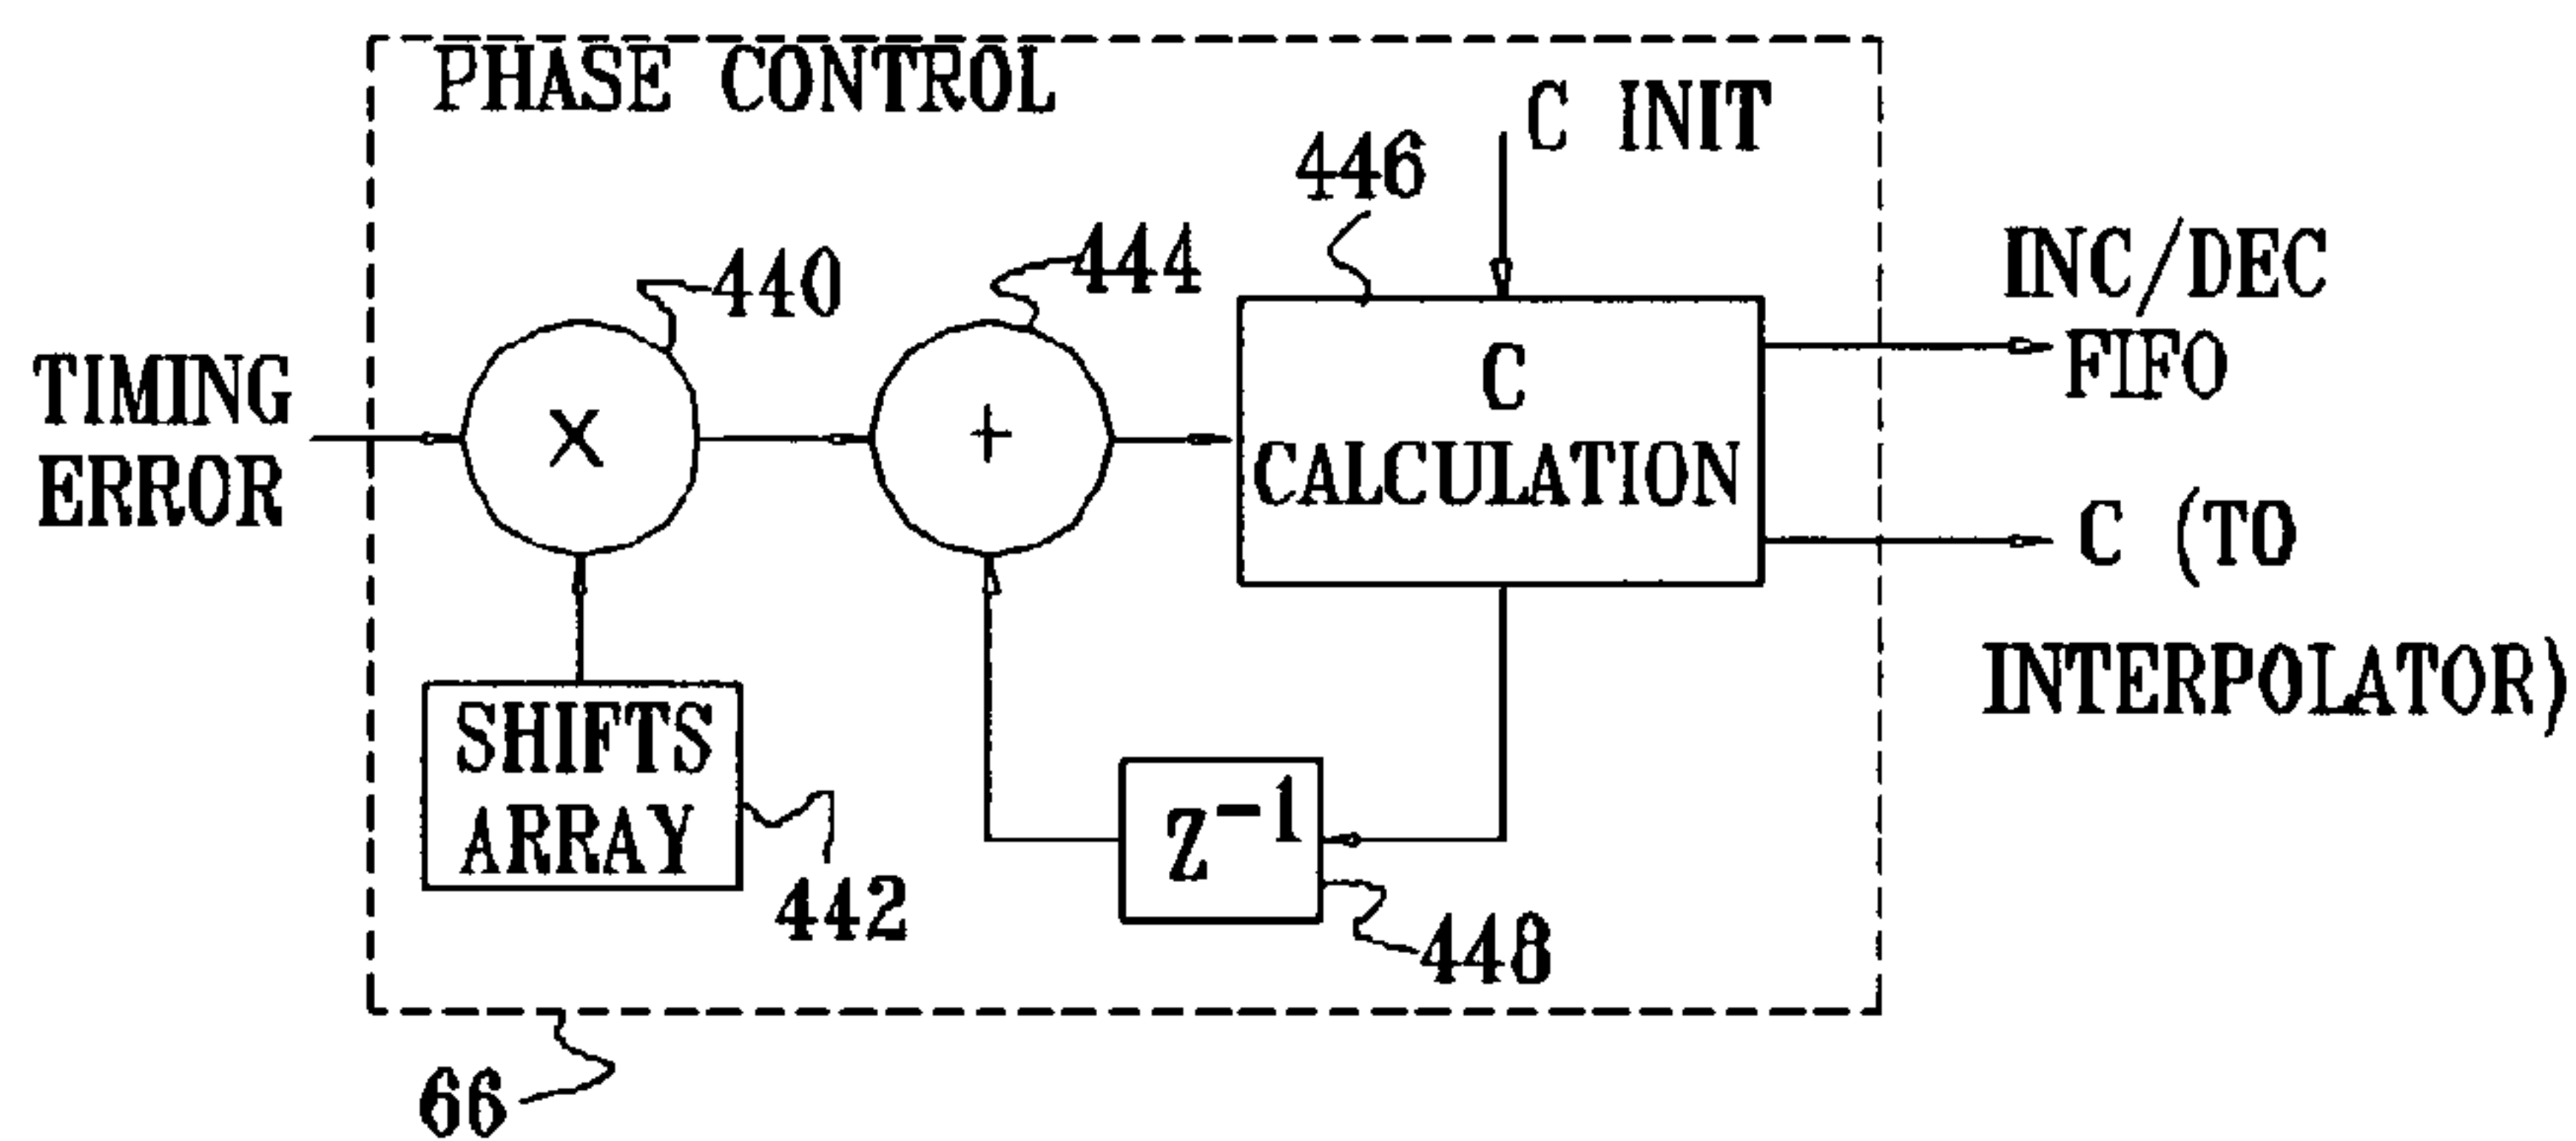 PHASE CONTROL
C INIT
446
444
440
INC/DEC
FIFO
TIMING
ERROR
X
+
C
CALCULATION
C (TO
INTERPOLATOR)
SHIFTS
ARRAY
Z⁻¹
442
448
66